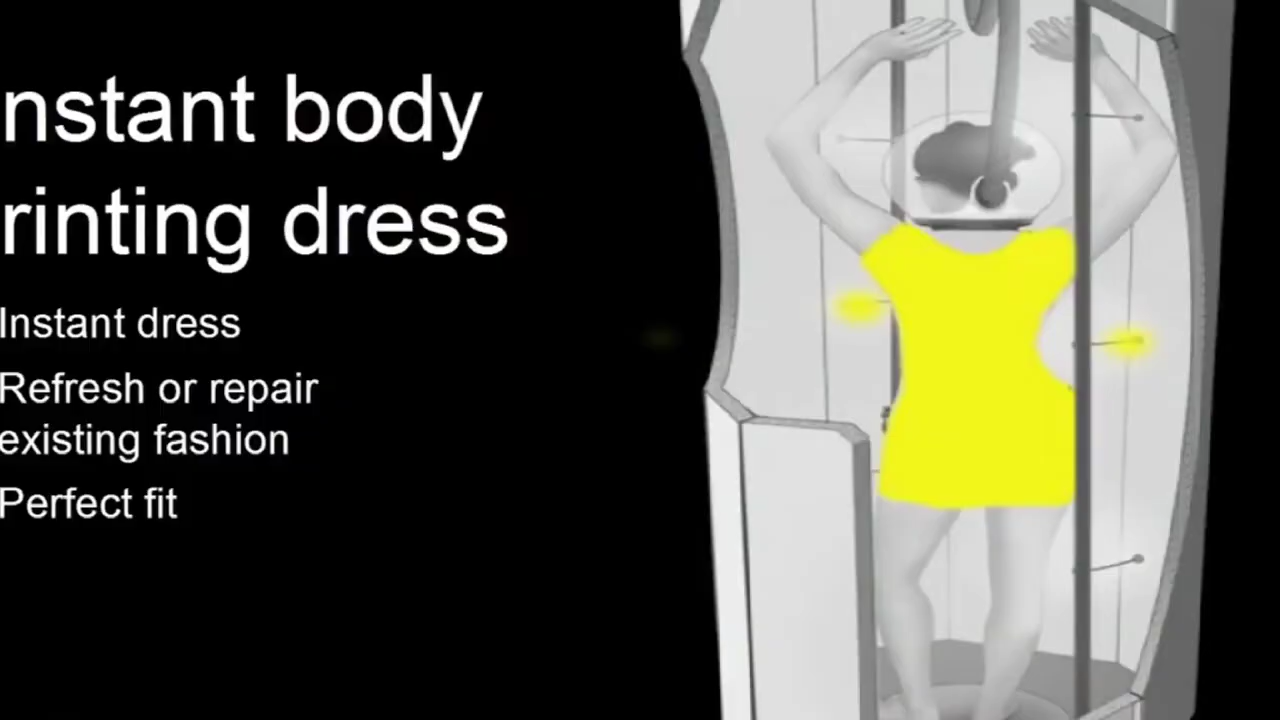 nstant body
rinting dress
Instant dress
Refresh or repair
existing fashion
Perfect fit